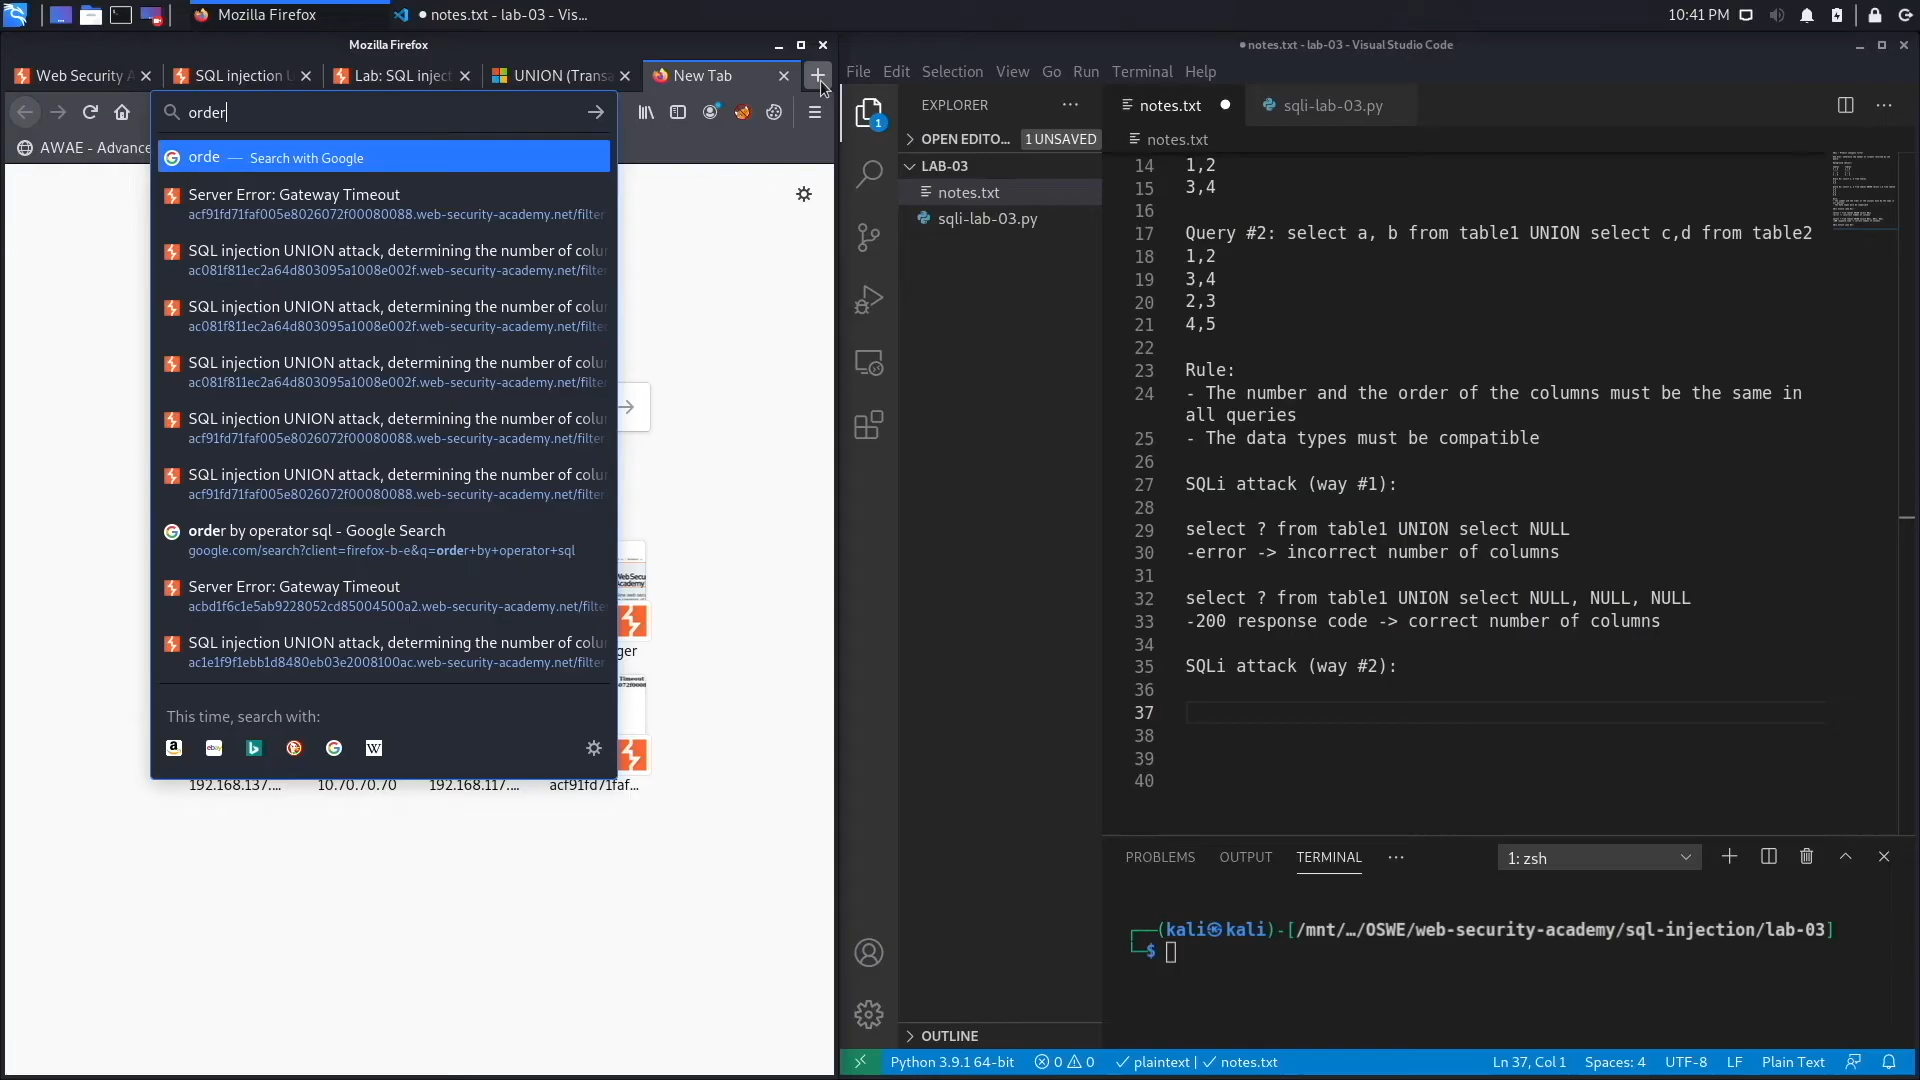 Mozilla Firefox
notes.txt - lab-03 - Vis...
10:41 PM
Mozilla Firefox
Web Security A
SQL injection U
Lab: SQL inject
UNION (Transa
New Tab
order
AWAE - Advance
orde — Search with Google
Server Error: Gateway Timeout
acf91fd71faf005e8026072f00080088.web-security-academy.net/filter
SQL injection UNION attack, determining the number of colur
ac081f811ec2a64d803095a1008e002f.web-security-academy.net/filte
SQL injection UNION attack, determining the number of colur
ac081f811ec2a64d803095a1008e002f.web-security-academy.net/filte
SQL injection UNION attack, determining the number of colur
ac081f811ec2a64d803095a1008e002f.web-security-academy.net/filte
SQL injection UNION attack, determining the number of colur
acf91fd71faf005e8026072f00080088.web-security-academy.net/filter
SQL injection UNION attack, determining the number of colur
acf91fd71faf005e8026072f00080088.web-security-academy.net/filter
order by operator sql - Google Search
google.com/search?client=firefox-b-e&q=order+by+operator+sql
Server Error: Gateway Timeout
acbd1f6c1e5ab9228052cd85004500a2.web-security-academy.net/filte
SQL injection UNION attack, determining the number of colur
ac1e1f9f1ebb1d8480eb03e2008100ac.web-security-academy.net/filter
This time, search with:
WebSecu
Academy
ger
Timeout
192.168.137....
10.70.70.70
192.168.117....
acf91fd71faf...
notes.txt - lab-03 - Visual Studio Code
File Edit Selection View Go Run Terminal Help
EXPLORER
OPEN EDITO... 1 UNSAVED
LAB-03
notes.txt
sqli-lab-03.py
OUTLINE
1
notes.txt
sqli-lab-03.py
notes.txt
14 1,2
15 3,4
16
17 Query #2: select a, b from table1 UNION select c,d from table2
18 1,2
19 3,4
20 2,3
21 4,5
22
23 Rule:
24 - The number and the order of the columns must be the same in
all queries
25 - The data types must be compatible
26
27 SQLi attack (way #1):
28
29 select ? from table1 UNION select NULL
30 -error -> incorrect number of columns
31
32 select ? from table1 UNION select NULL, NULL, NULL
33 -200 response code -> correct number of columns
34
35 SQLi attack (way #2):
36
37
38
39
40
PROBLEMS OUTPUT TERMINAL
1: zsh
(kali㉿kali)-[/mnt/…/OSWE/web-security-academy/sql-injection/lab-03]
$
Python 3.9.1 64-bit 0 0 plaintext | notes.txt
Ln 37, Col 1 Spaces: 4 UTF-8 LF Plain Text